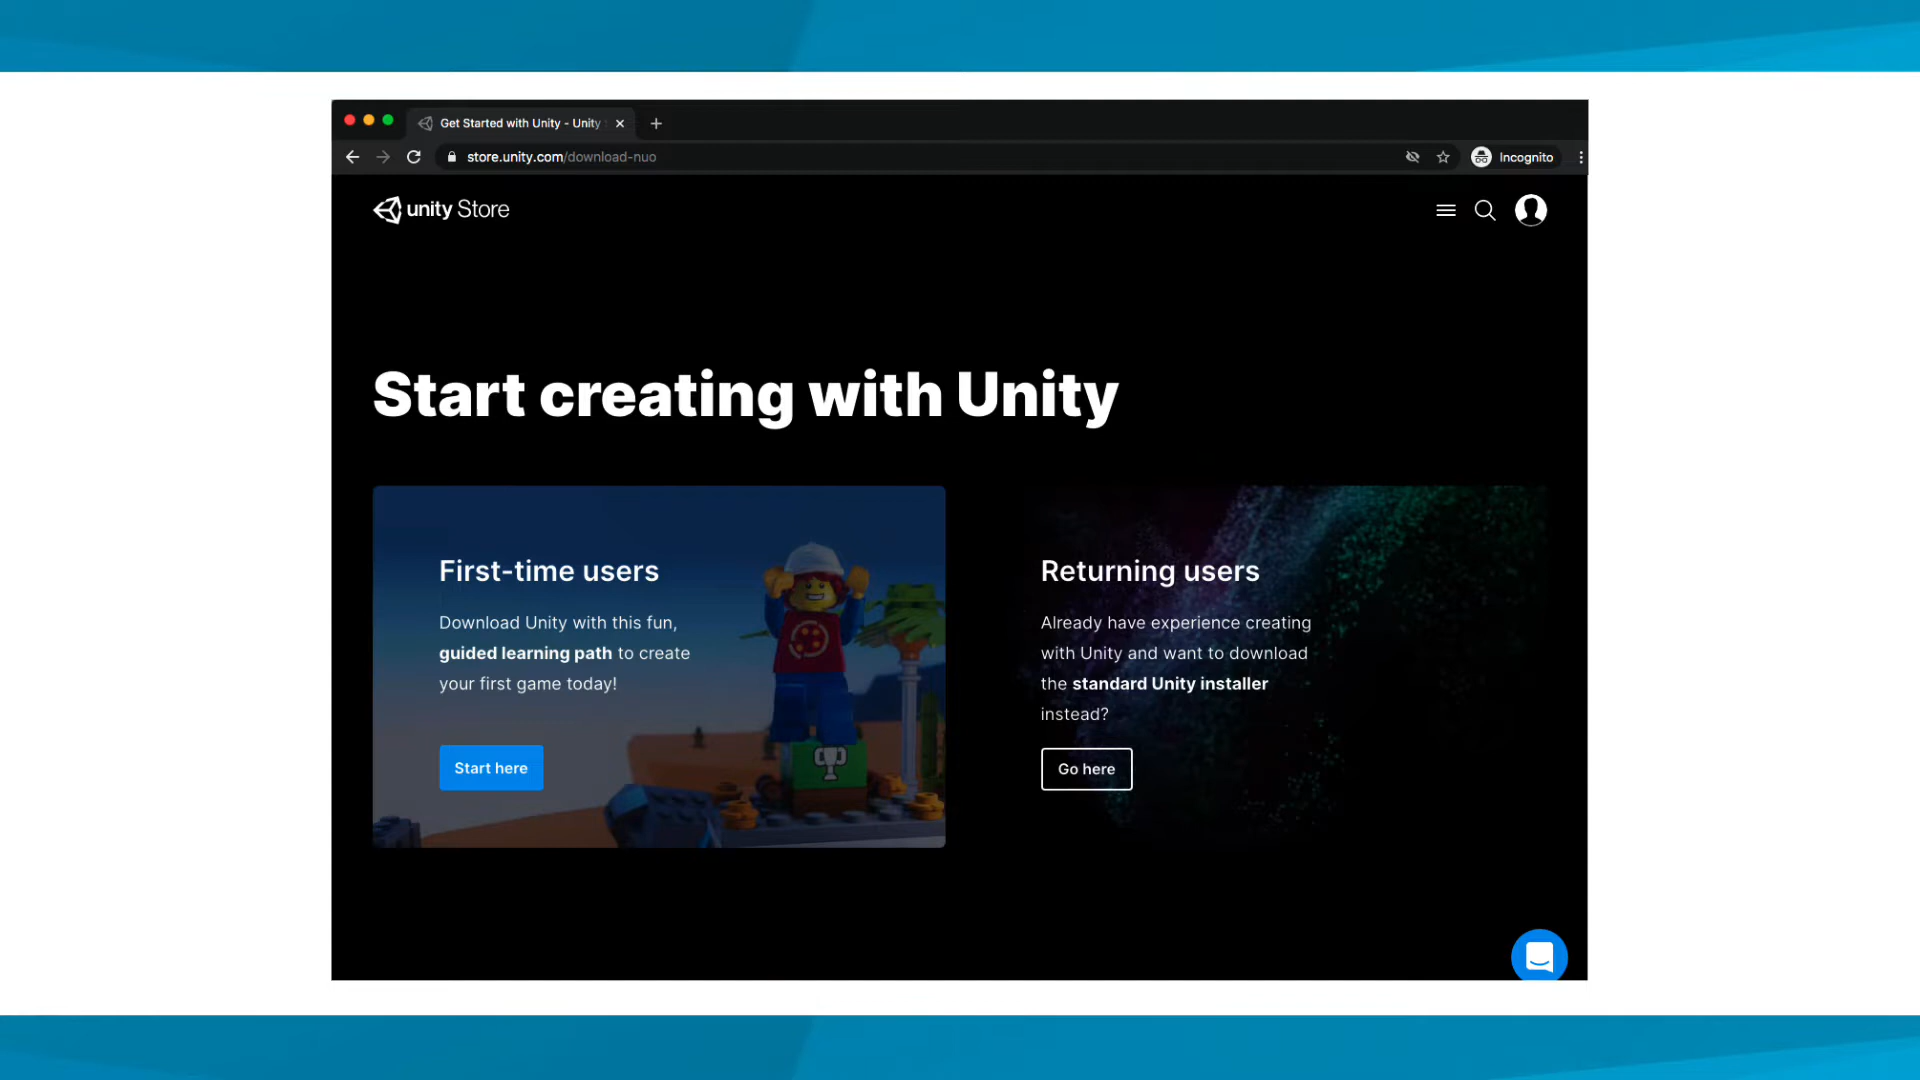 Get Started with Unity - Unity
store.unity.com/download-nuo
Incognito
unity Store
Start creating with Unity
First-time users
Download Unity with this fun,
guided learning path to create
your first game today!
Start here
Returning users
Already have experience creating
with Unity and want to download
the standard Unity installer
instead?
Go here